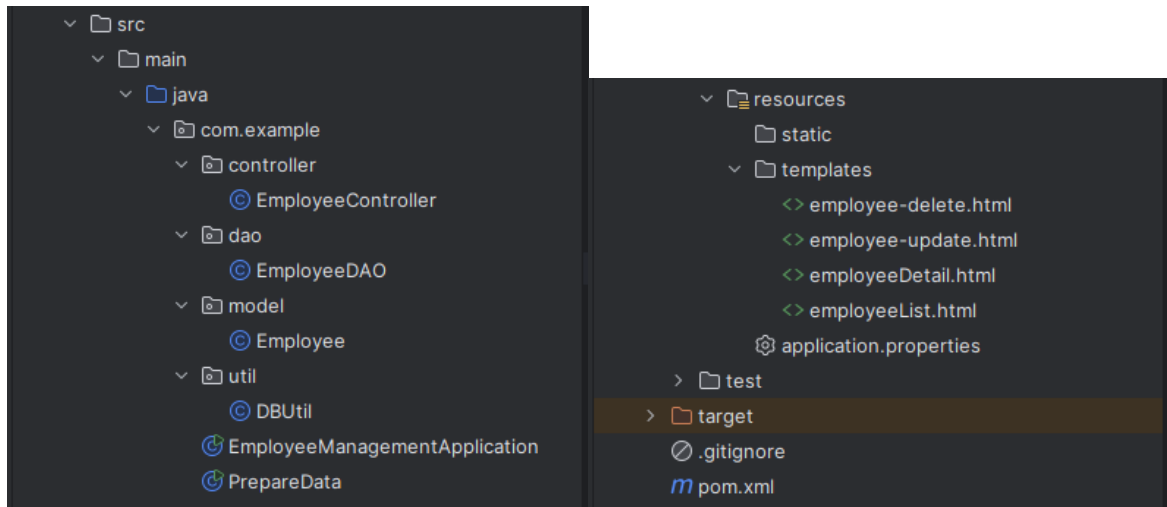 src
main
java
com.example
controller
EmployeeController
dao
EmployeeDAO
model
Employee
util
DBUtil
EmployeeManagementApplication
PrepareData
resources
static
templates
employee-delete.html
employee-update.html
employeeDetail.html
employeeList.html
application.properties
test
target
.gitignore
pom.xml